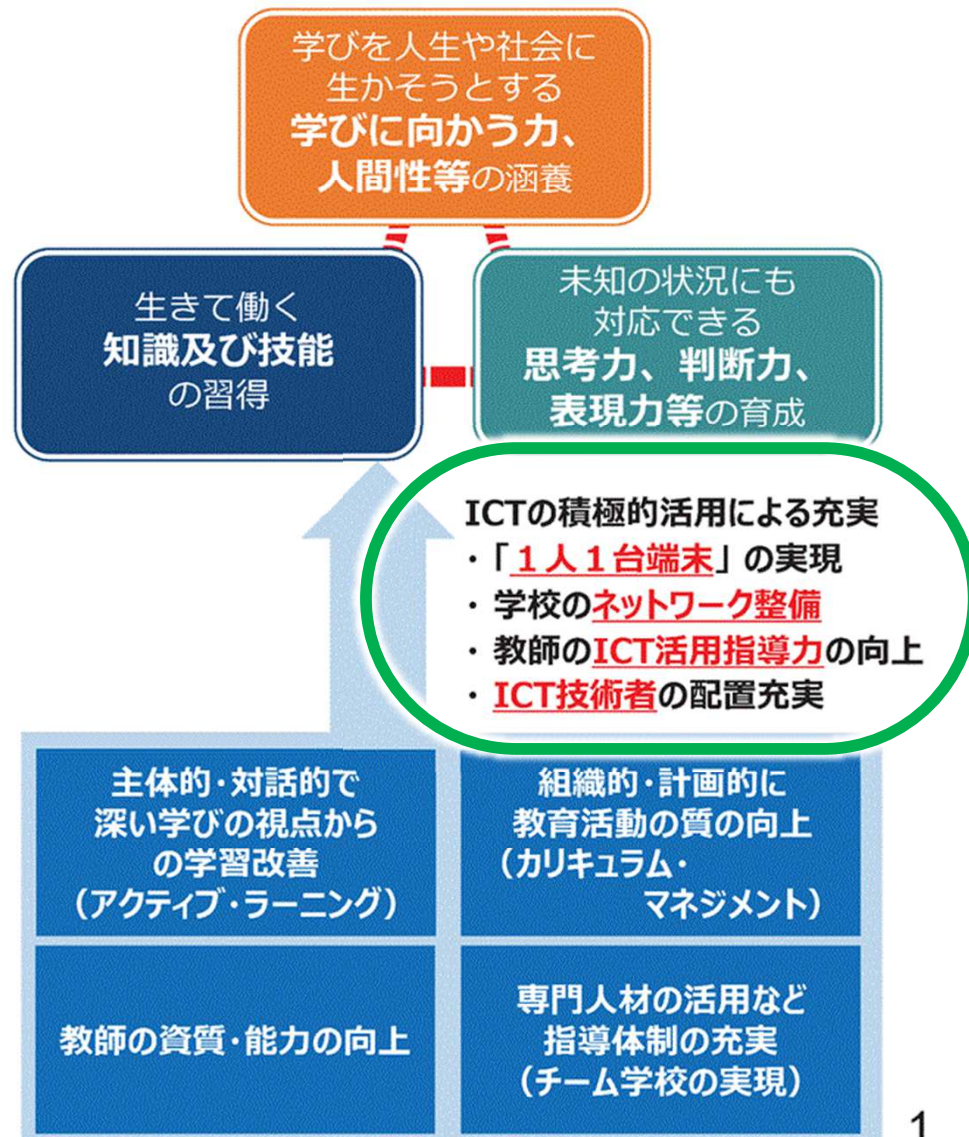 学びを人生や社会に
生かそうとする
学びに向かう力、
人間性等の涵養
生きて働く
知識及び技能
の習得
未知の状況にも
対応できる
思考力、判断力、
表現力等の育成
ICTの積極的活用による充実
・「１人１台端末」の実現
・学校のネットワーク整備
・教師のICT活用指導力の向上
・ICT技術者の配置充実
主体的・対話的で
深い学びの視点から
の学習改善
（アクティブ・ラーニング）
組織的・計画的に
教育活動の質の向上
（カリキュラム・
マネジメント）
教師の資質・能力の向上
専門人材の活用など
指導体制の充実
（チーム学校の実現）
1